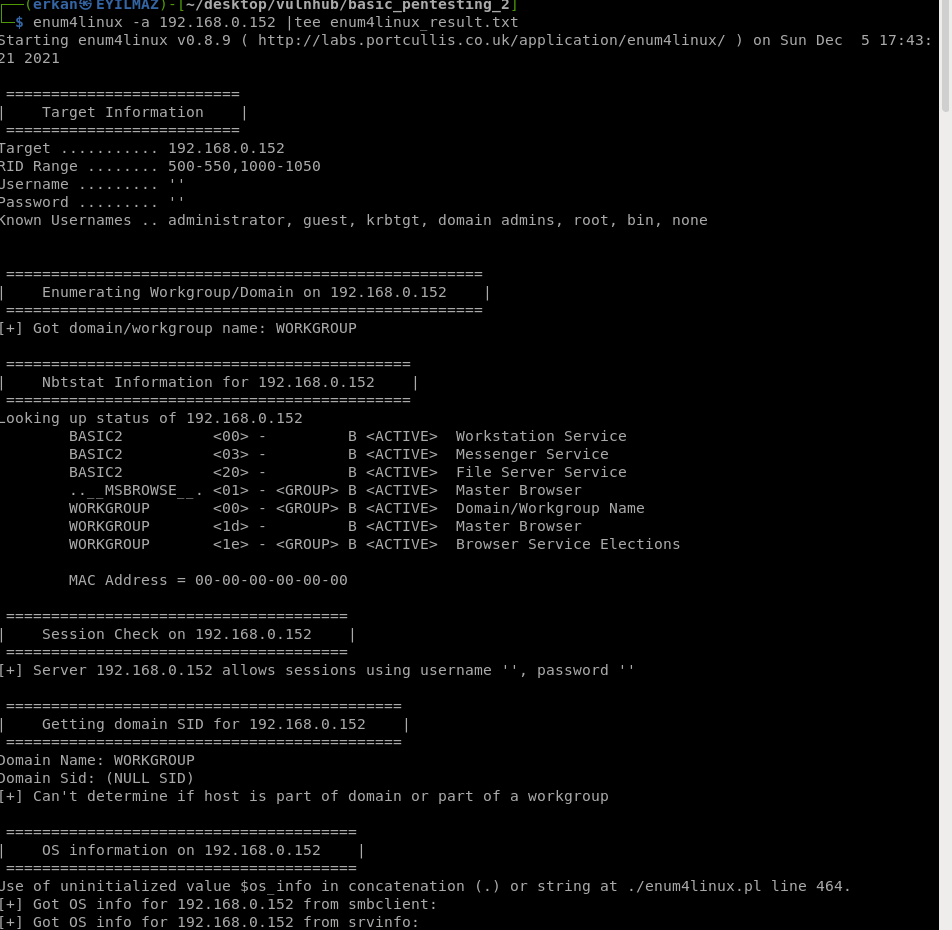 ┌──(erkan㉿EYILMAZ)-[~/desktop/vulnhub/basic_pentesting_2]
└─$ enum4linux -a 192.168.0.152 |tee enum4linux_result.txt
Starting enum4linux v0.8.9 ( http://labs.portcullis.co.uk/application/enum4linux/ ) on Sun Dec  5 17:43:
21 2021

 ==========================
|    Target Information    |
 ==========================
Target ........... 192.168.0.152
RID Range ........ 500-550,1000-1050
Username ......... ''
Password ......... ''
Known Usernames .. administrator, guest, krbtgt, domain admins, root, bin, none


 =====================================================
|    Enumerating Workgroup/Domain on 192.168.0.152    |
 =====================================================
[+] Got domain/workgroup name: WORKGROUP

 =============================================
|    Nbtstat Information for 192.168.0.152    |
 =============================================
Looking up status of 192.168.0.152
        BASIC2          <00> -         B <ACTIVE>  Workstation Service
        BASIC2          <03> -         B <ACTIVE>  Messenger Service
        BASIC2          <20> -         B <ACTIVE>  File Server Service
        ..__MSBROWSE__. <01> - <GROUP> B <ACTIVE>  Master Browser
        WORKGROUP       <00> - <GROUP> B <ACTIVE>  Domain/Workgroup Name
        WORKGROUP       <1d> -         B <ACTIVE>  Master Browser
        WORKGROUP       <1e> - <GROUP> B <ACTIVE>  Browser Service Elections

        MAC Address = 00-00-00-00-00-00

 ======================================
|    Session Check on 192.168.0.152    |
 ======================================
[+] Server 192.168.0.152 allows sessions using username '', password ''

 ============================================
|    Getting domain SID for 192.168.0.152    |
 ============================================
Domain Name: WORKGROUP
Domain Sid: (NULL SID)
[+] Can't determine if host is part of domain or part of a workgroup

 =======================================
|    OS information on 192.168.0.152    |
 =======================================
Use of uninitialized value $os_info in concatenation (.) or string at ./enum4linux.pl line 464.
[+] Got OS info for 192.168.0.152 from smbclient:
[+] Got OS info for 192.168.0.152 from srvinfo: